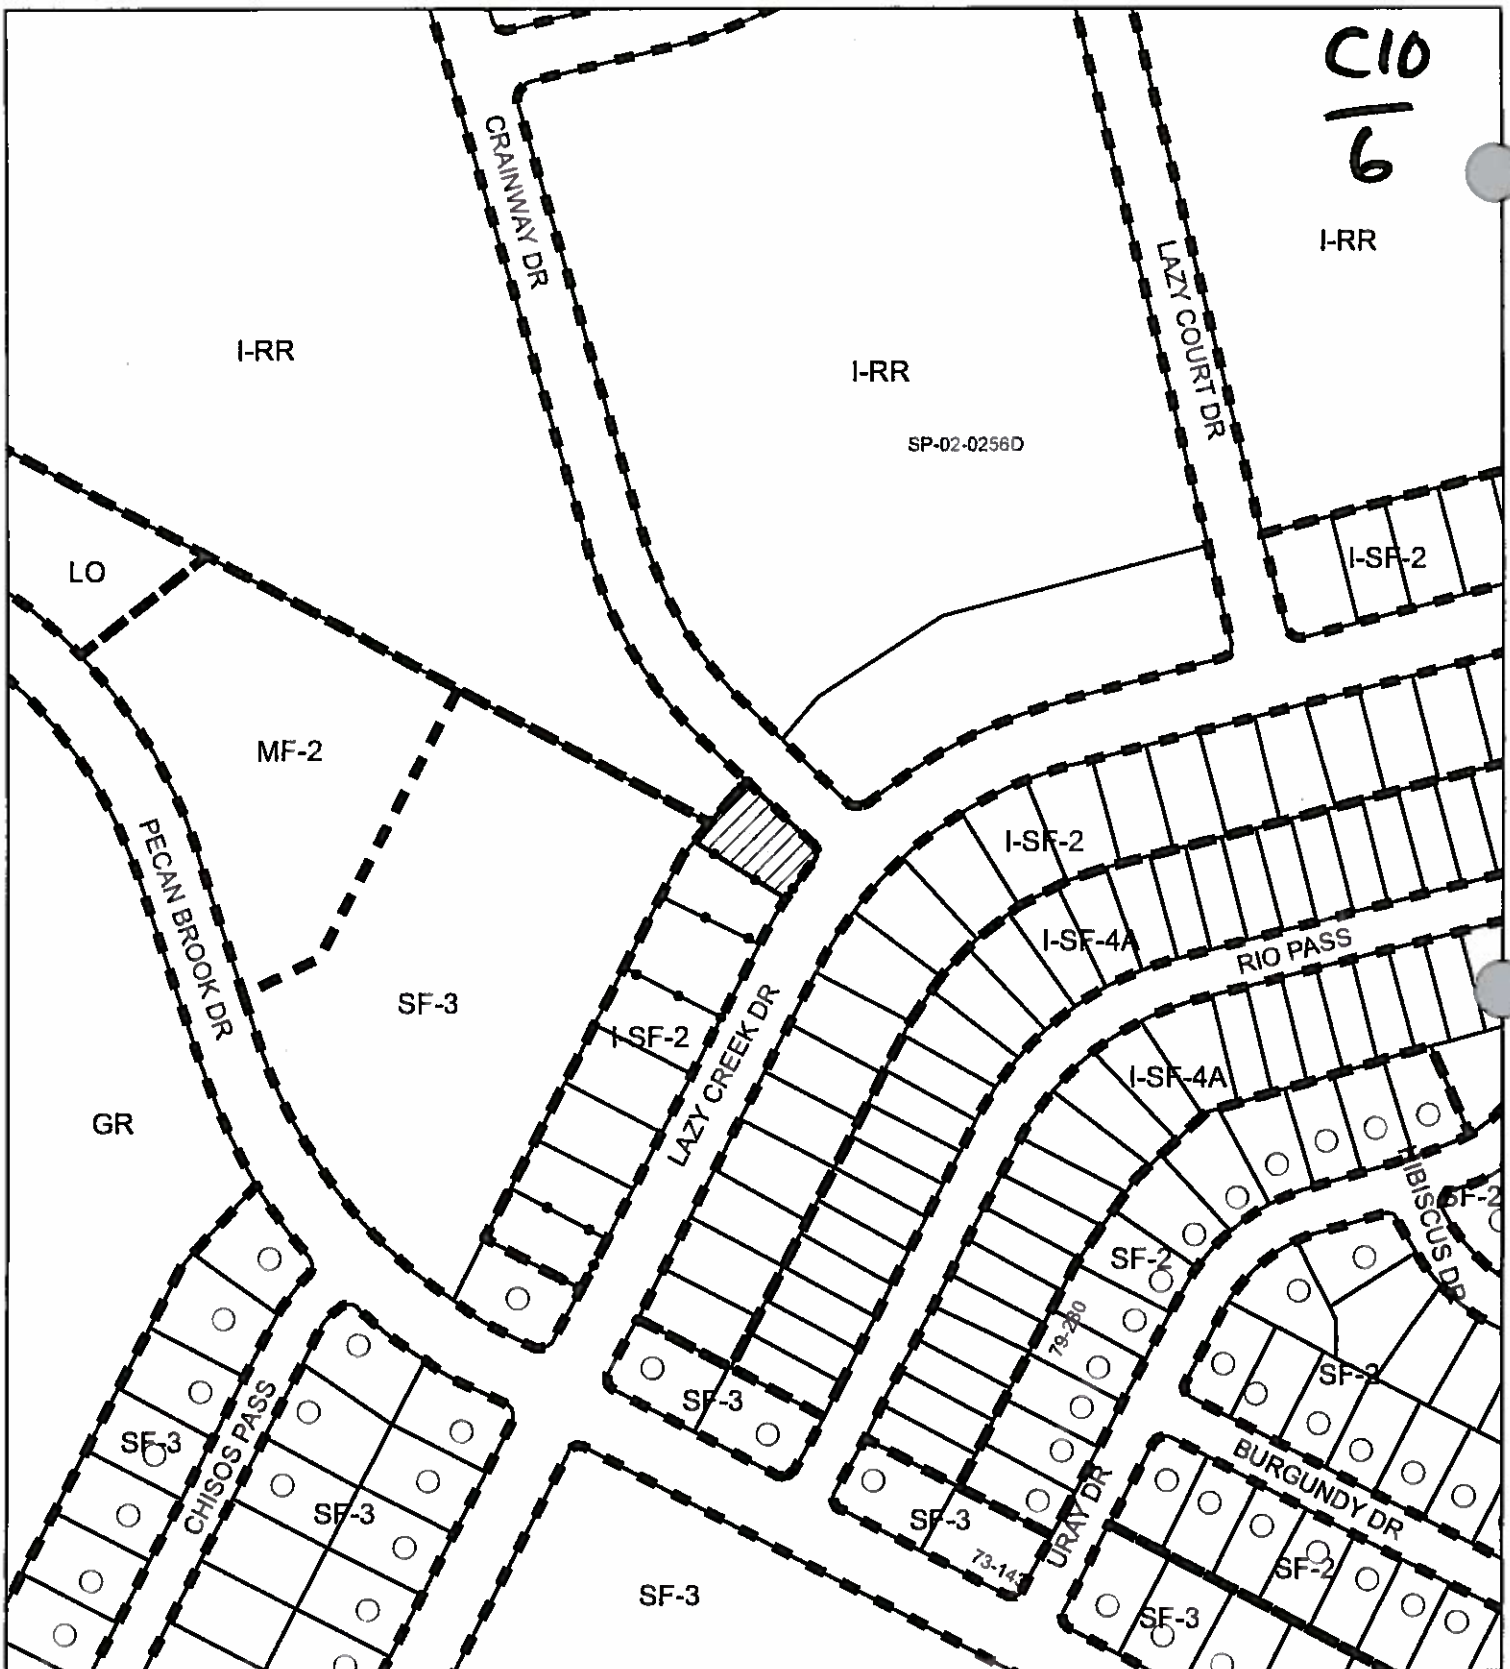 C10
6
CRAINWAY DR
I-RR
LAZY COURT DR
I-RR
I-RR
SP-02-0256D
I-SF-2
LO
MF-2
PECAN BROOK DR
I-SF-2
I-SF-4A
RIO PASS
SF-3
I-SF-2
LAZY CREEK DR
I-SF-4A
GR
HIBISCUS DR
SF-2
SF-2
79-280
SF-3
CHISOS PASS
SF-3
SF-3
SF-3
73-143
URAY DR
BURGUNDY DR
SF-2
SF-3
SF-3